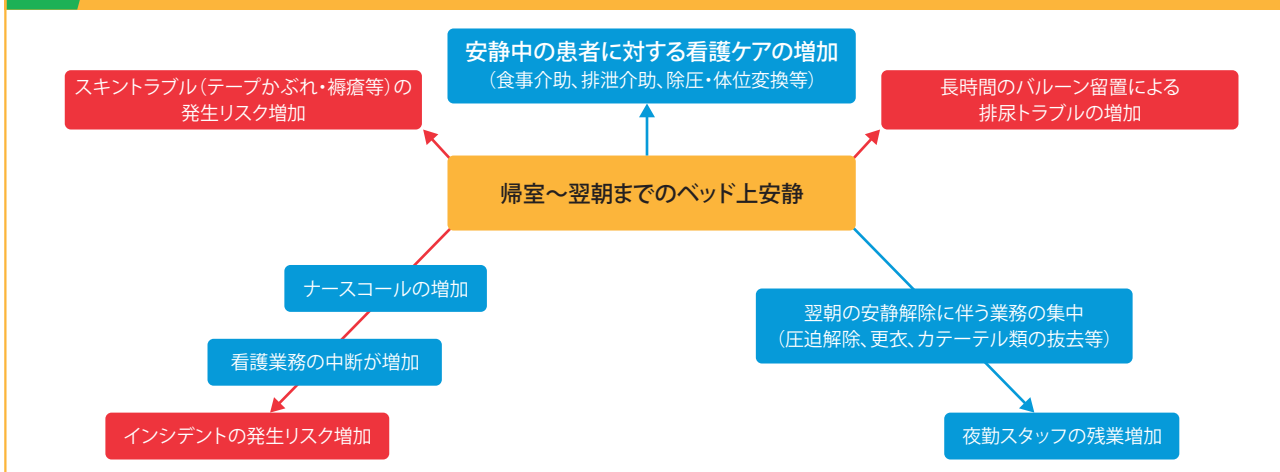 安静中の患者に対する看護ケアの増加
（食事介助、排泄介助、除圧・体位変換等）
スキントラブル（テープかぶれ・褥瘡等）の
発生リスク増加
長時間のバルーン留置による
排尿トラブルの増加
帰室〜翌朝までのベッド上安静
ナースコールの増加
看護業務の中断が増加
インシデントの発生リスク増加
翌朝の安静解除に伴う業務の集中
（圧迫解除、更衣、カテーテル類の抜去等）
夜勤スタッフの残業増加